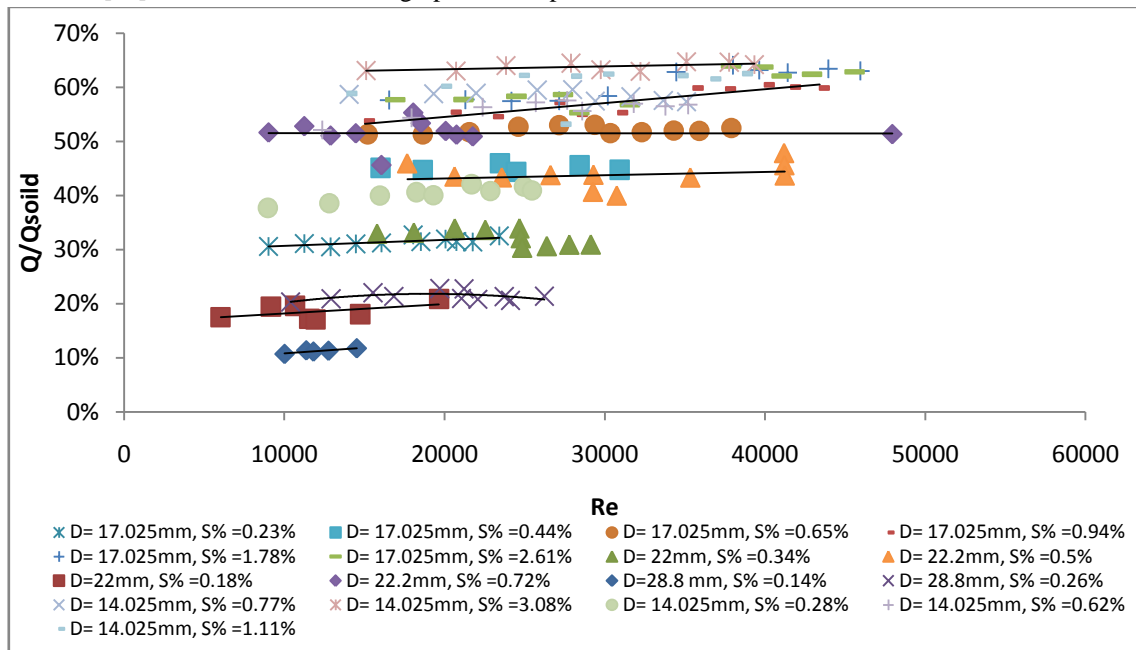 70%
60%
50%
40%
30%
20%
10%
0%
Q/Qsoild
0 10000 20000 30000 40000 50000 60000
Re
D= 17.025mm, S% =0.23% D= 17.025mm, S% =0.44% D= 17.025mm, S% =0.65% D= 17.025mm, S% =0.94%
D= 17.025mm, S% =1.78% D= 17.025mm, S% =2.61% D= 22mm, S% =0.34% D= 22.2mm, S% =0.5%
D=22mm, S% =0.18% D= 22.2mm, S% =0.72% D=28.8 mm, S% =0.14% D= 28.8mm, S% =0.26%
D= 14.025mm, S% =0.77% D= 14.025mm, S% =3.08% D= 14.025mm, S% =0.28% D= 14.025mm, S% =0.62%
D= 14.025mm, S% =1.11%